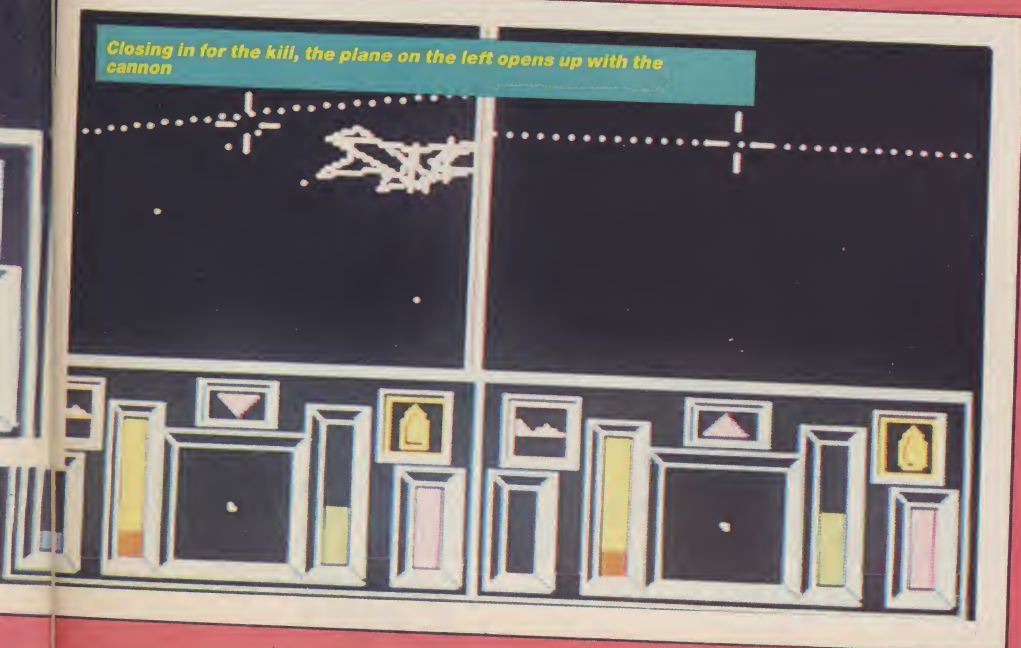 Closing in for the kill, the plane on the left opens up with the
cannon